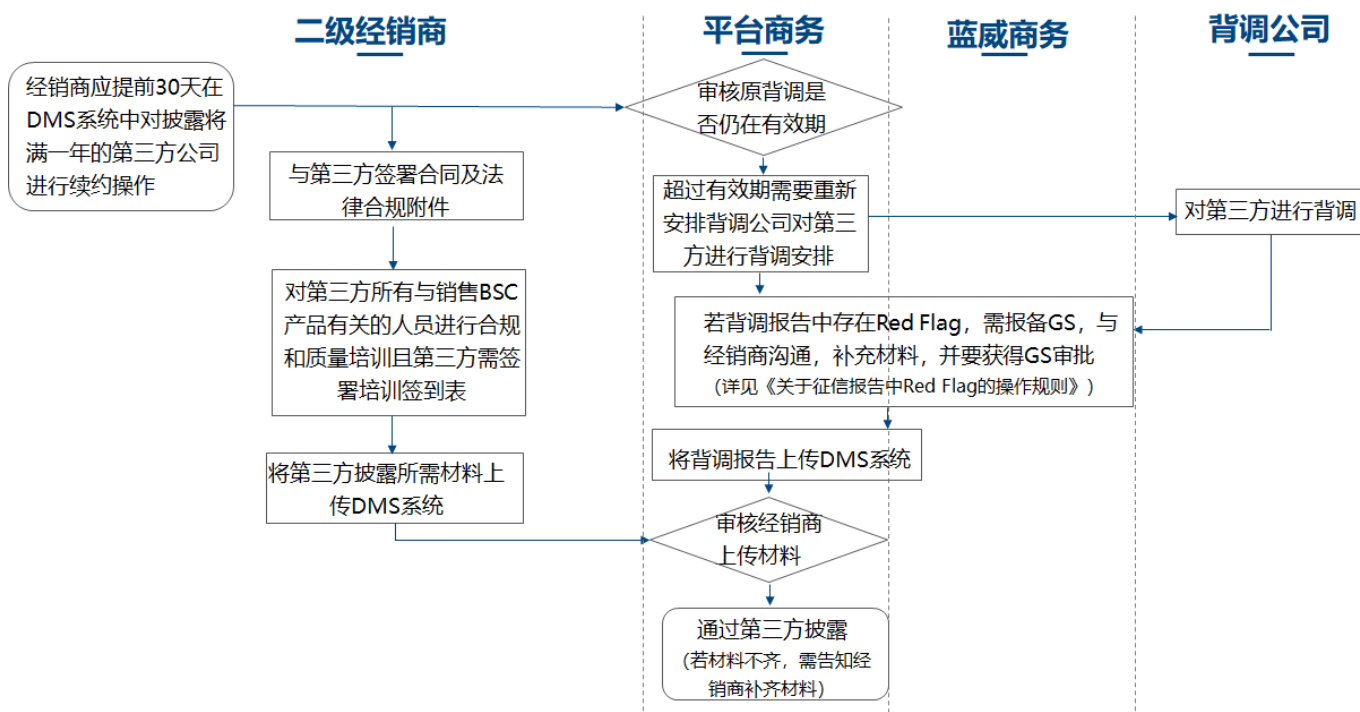 二级经销商
平台商务
蓝威商务
背调公司
经销商应提前30天在
DMS系统中对披露将
满一年的第三方公司
进行续约操作
审核原背调是
否仍在有效期
与第三方签署合同及法
律合规附件
超过有效期需要重新
安排背调公司对第三
方进行背调安排
对第三方进行背调
对第三方所有与销售BSC
产品有关的人员进行合规
和质量培训且第三方需签
署培训签到表
若背调报告中存在Red Flag，需报备GS，与
经销商沟通，补充材料，并要获得GS审批
（详见《关于征信报告中Red Flag的操作规则》）
将第三方披露所需材料上
传DMS系统
将背调报告上传DMS系统
审核经销商
上传材料
通过第三方披露
（若材料不齐，需告知经
销商补齐材料）